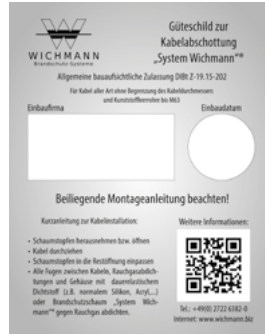 WICHMANN
Brandschutz-Systeme
Güteschild zur
Kabelabschottung
„System Wichmann“®
Allgemeine bauaufsichtliche Zulassung DIBt Z-19.15-202
Für Kabel aller Art ohne Begrenzung des Kabeldurchmessers
und Kunststoffleerrohre bis M63
Einbaufirma
Einbaudatum
Beiliegende Montageanleitung beachten!
Kurzanleitung zur Kabelinstallation:
• Schaumstopfen herausnehmen bzw. öffnen
• Kabel durchziehen
• Schaumstopfen in die Restöffnung einpassen
• Alle Fugen zwischen Kabeln, Rauchgasabdich-
tungen und Gehäuse mit dauerelastischem
Dichtstoff (z.B. normalem Silikon, Acryl,...)
oder Brandschutzschaum „System Wich-
mann“® gegen Rauchgas abdichten.
Weitere Informationen:
Tel.: +49(0) 2722 6382-0
Internet: www.wichmann.biz